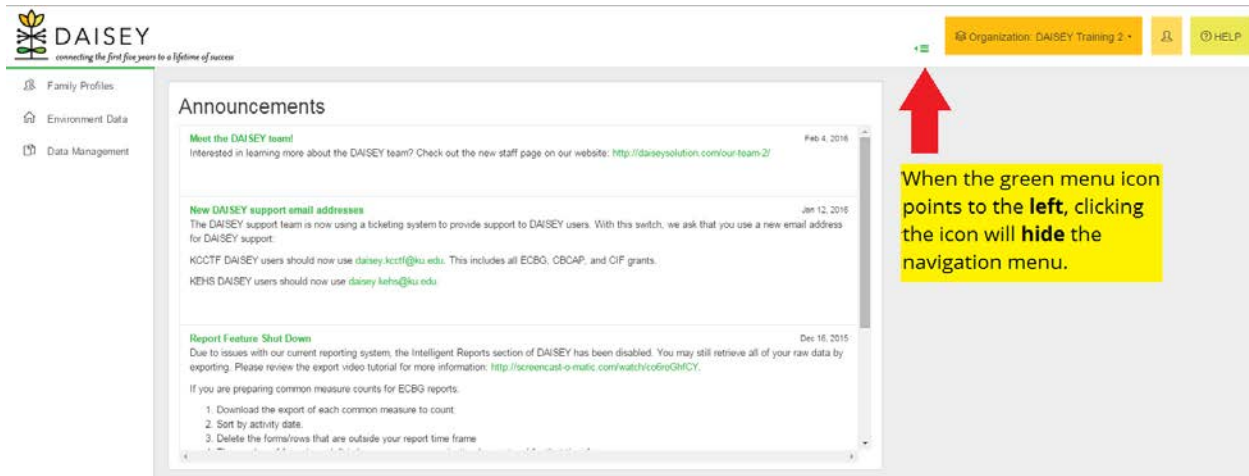 DAISEY
connecting the first five years to a lifetime of success
Organization: DAISEY Training 2
HELP
Family Profiles
Environment Data
Data Management
Announcements
Meet the DAISEY team! Feb 4, 2016
Interested in learning more about the DAISEY team? Check out the new staff page on our website: http://daiseysolution.com/our-team-2/
New DAISEY support email addresses Jan 12, 2016
The DAISEY support team is now using a ticketing system to provide support to DAISEY users. With this switch, we ask that you use a new email address
for DAISEY support:
KCCTF DAISEY users should now use daisey.kcctf@ku.edu. This includes all ECBG, CBCAP, and CIF grants.
KEHS DAISEY users should now use daisey.kehs@ku.edu
Report Feature Shut Down Dec 16, 2015
Due to issues with our current reporting system, the Intelligent Reports section of DAISEY has been disabled. You may still retrieve all of your raw data by
exporting. Please review the export video tutorial for more information: http://screencast-o-matic.com/watch/co6roGhfCY.
If you are preparing common measure counts for ECBG reports:
1. Download the export of each common measure to count
2. Sort by activity date.
3. Delete the forms/rows that are outside your report time frame
When the green menu icon
points to the left, clicking
the icon will hide the
navigation menu.